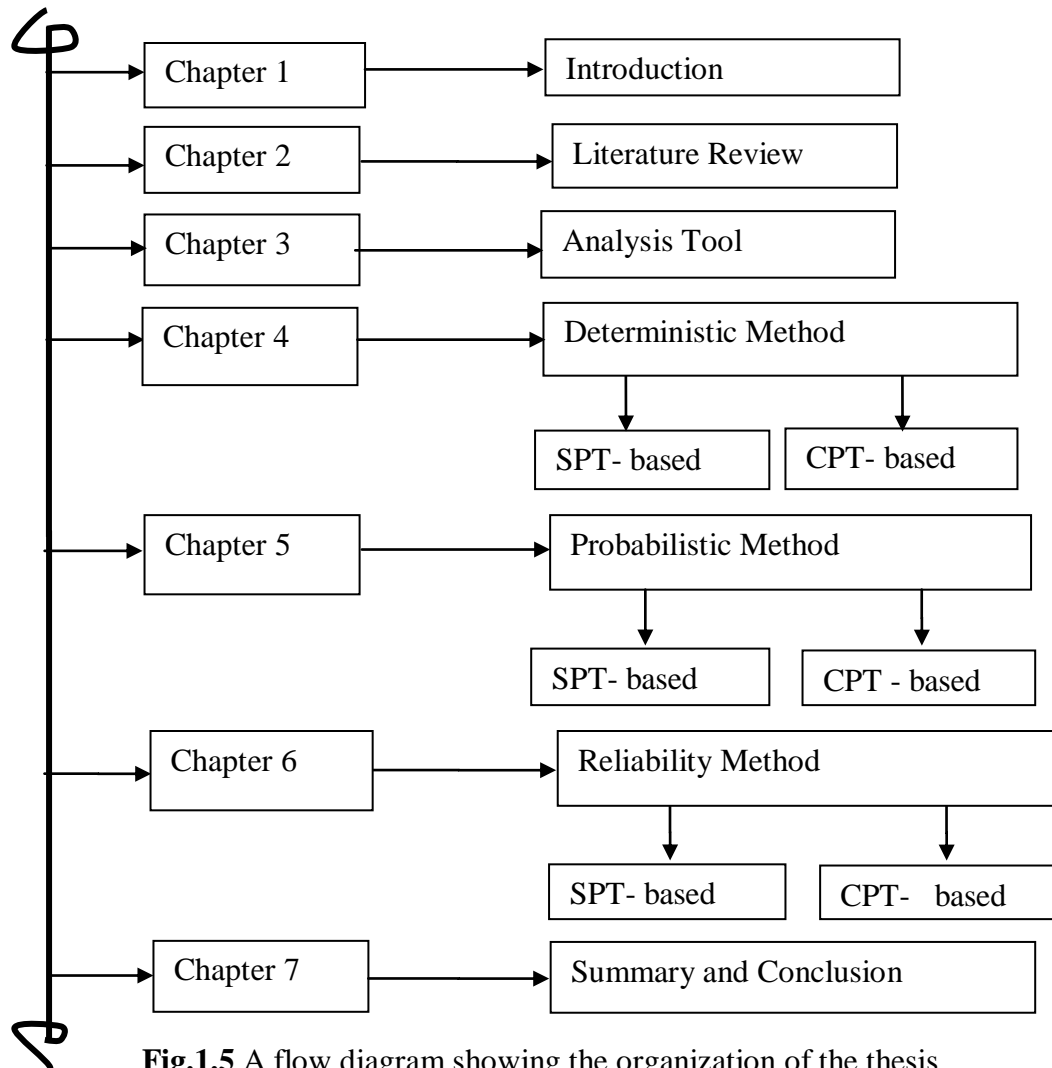 Chapter 1
Introduction
Chapter 2
Literature Review
Chapter 3
Analysis Tool
Chapter 4
Deterministic Method
SPT- based
CPT- based
Chapter 5
Probabilistic Method
SPT- based
CPT - based
Chapter 6
Reliability Method
SPT- based
CPT- based
Chapter 7
Summary and Conclusion
Fig.1.5 A flow diagram showing the organization of the thesis